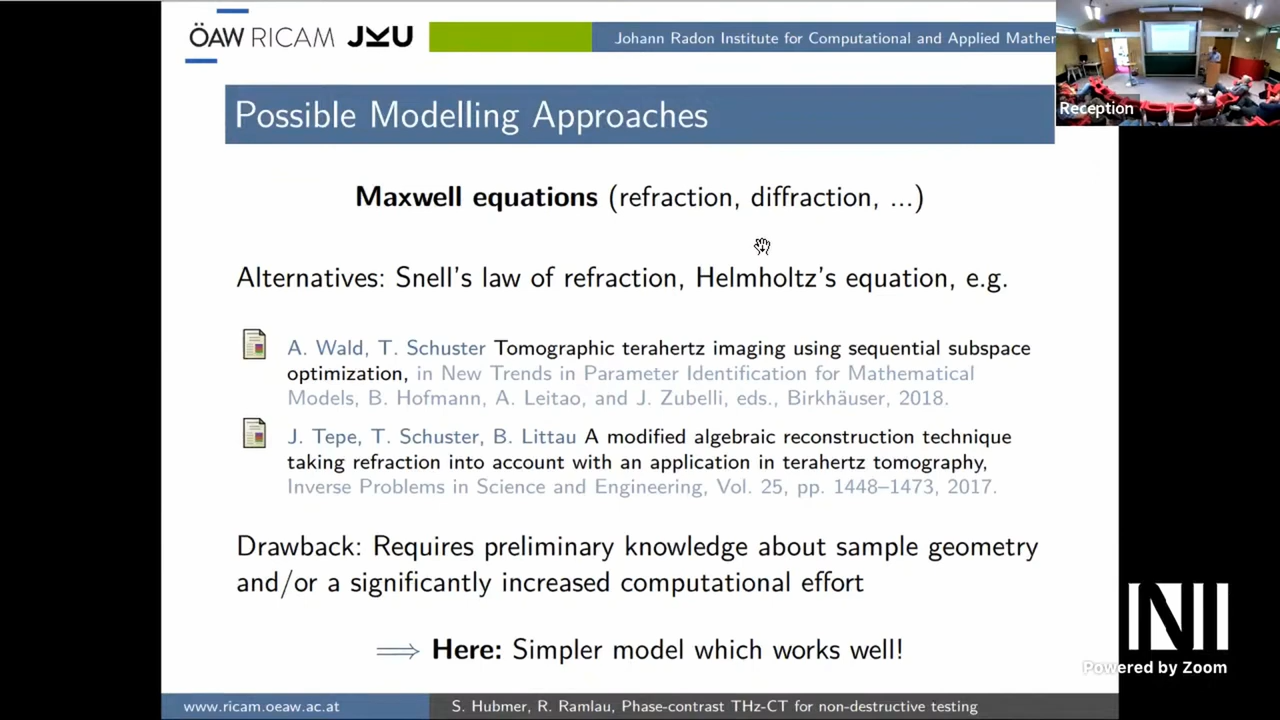 ÖAW RICAM JKU
Johann Radon Institute for Computational and Applied Mather
Reception
Possible Modelling Approaches
Maxwell equations (refraction, diffraction, ...)
Alternatives: Snell's law of refraction, Helmholtz's equation, e.g.
A. Wald, T. Schuster Tomographic terahertz imaging using sequential subspace
optimization, in New Trends in Parameter Identification for Mathematical
Models, B. Hofmann, A. Leitao, and J. Zubelli, eds., Birkhäuser, 2018.
J. Tepe, T. Schuster, B. Littau A modified algebraic reconstruction technique
taking refraction into account with an application in terahertz tomography,
Inverse Problems in Science and Engineering, Vol. 25, pp. 1448–1473, 2017.
Drawback: Requires preliminary knowledge about sample geometry
and/or a significantly increased computational effort
⟹ Here: Simpler model which works well!
Powered by Zoom
www.ricam.oeaw.ac.at
S. Hubmer, R. Ramlau, Phase-contrast THz-CT for non-destructive testing